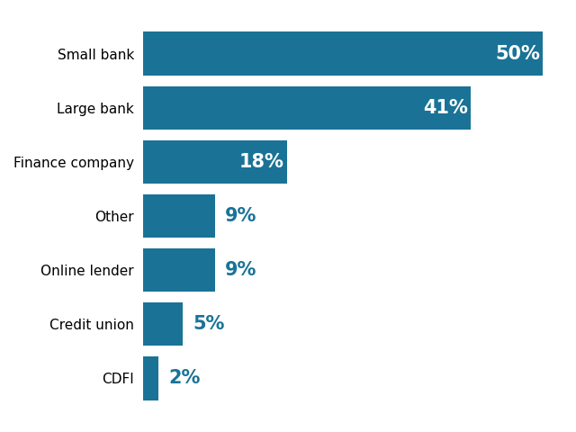 Small bank 50%
Large bank 41%
Finance company 18%
Other 9%
Online lender 9%
Credit union 5%
CDFI 2%